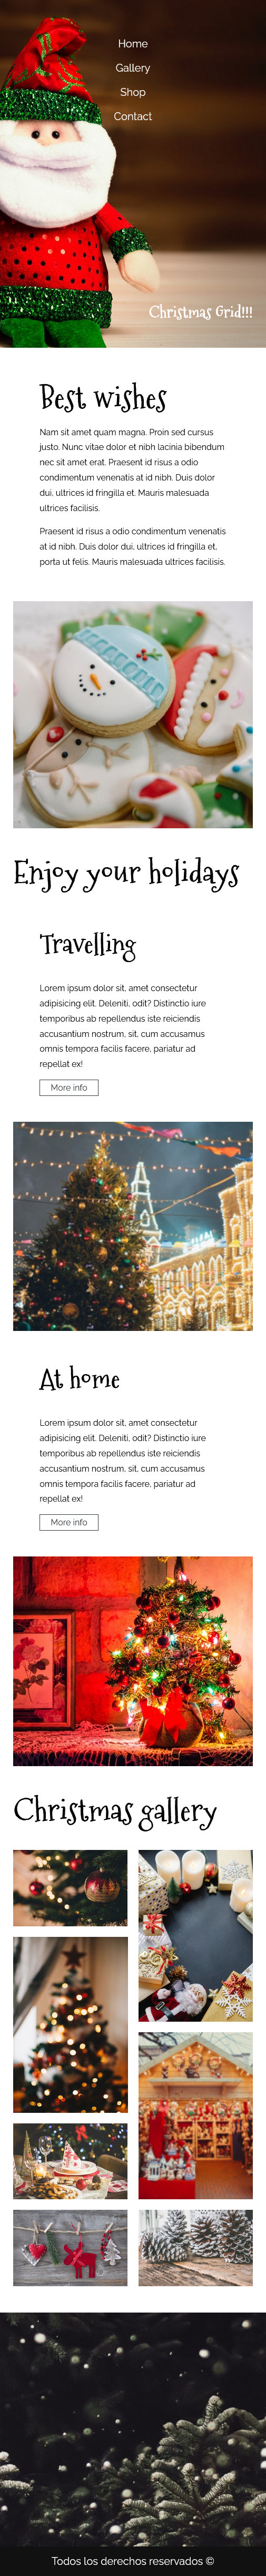 Home
Gallery
Shop
Contact
Christmas Grid!!!
Best wishes
Nam sit amet quam magna. Proin sed cursus
justo. Nunc vitae dolor et nibh lacinia bibendum
nec sit amet erat. Praesent id risus a odio
condimentum venenatis at id nibh. Duis dolor
dui, ultrices id fringilla et. Mauris malesuada
ultrices facilisis.
Praesent id risus a odio condimentum venenatis
at id nibh. Duis dolor dui, ultrices id fringilla et,
porta ut felis. Mauris malesuada ultrices facilisis.
Enjoy your holidays
Travelling
Lorem ipsum dolor sit, amet consectetur
adipisicing elit. Deleniti, odit? Distinctio iure
temporibus ab repellendus iste reiciendis
accusantium nostrum, sit, cum accusamus
omnis tempora facilis facere, pariatur ad
repellat ex!
More info
At home
Lorem ipsum dolor sit, amet consectetur
adipisicing elit. Deleniti, odit? Distinctio iure
temporibus ab repellendus iste reiciendis
accusantium nostrum, sit, cum accusamus
omnis tempora facilis facere, pariatur ad
repellat ex!
More info
Christmas gallery
Todos los derechos reservados ©